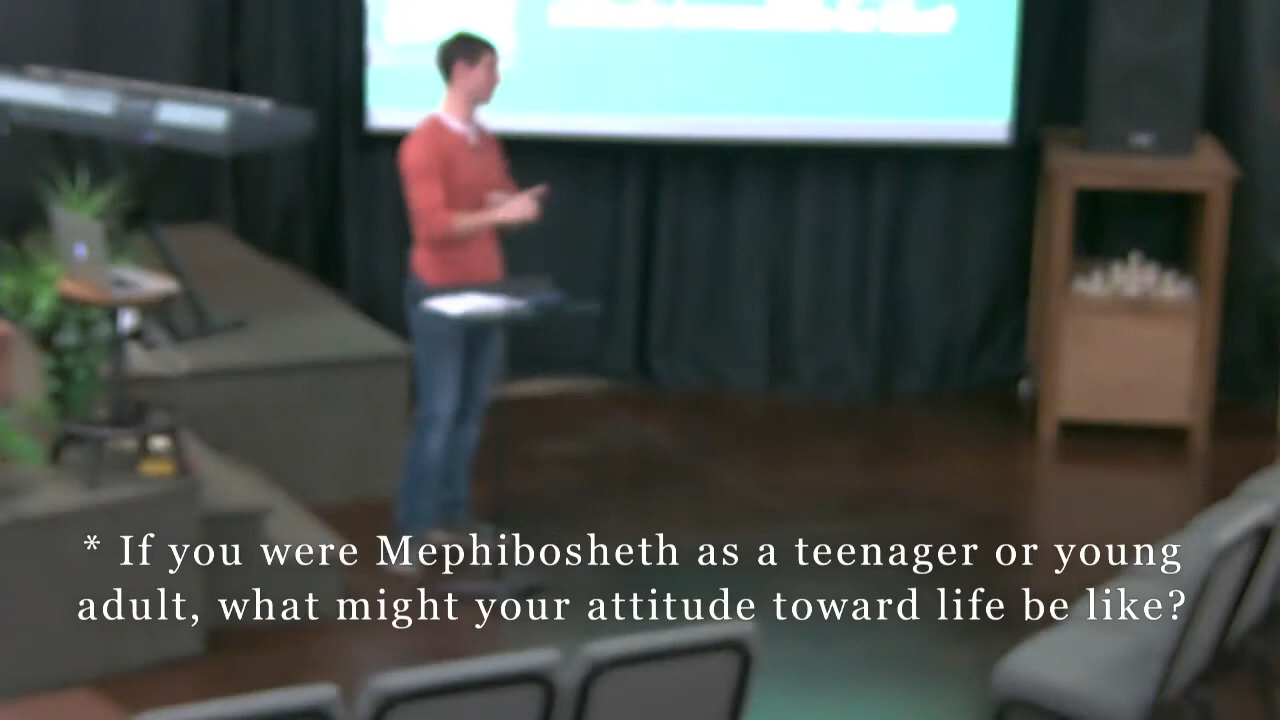 * If you were Mephibosheth as a teenager or young
adult, what might your attitude toward life be like?